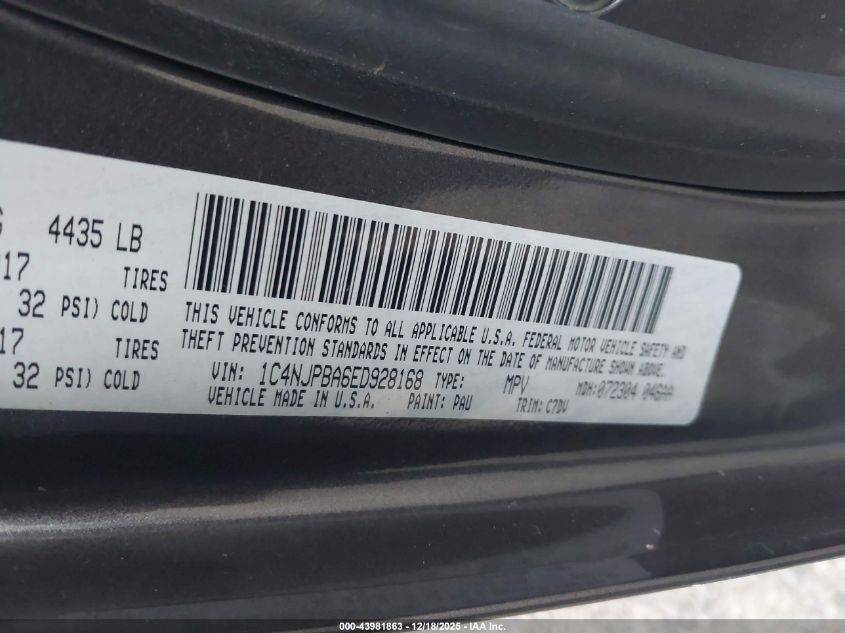 4435 LB
17 TIRES
32 PSI) COLD
17 TIRES
32 PSI) COLD
THIS VEHICLE CONFORMS TO ALL APPLICABLE U.S.A. FEDERAL MOTOR VEHICLE SAFETY AND
THEFT PREVENTION STANDARDS IN EFFECT ON THE DATE OF MANUFACTURE SHOWN ABOVE.
VIN: 1C4NJPBA6ED928168 TYPE: MPV MDH:072304 046AA
VEHICLE MADE IN U.S.A. PAINT: PAU TRIM: C7DV
000-43981863 — 12/18/2025 — IAA Inc.